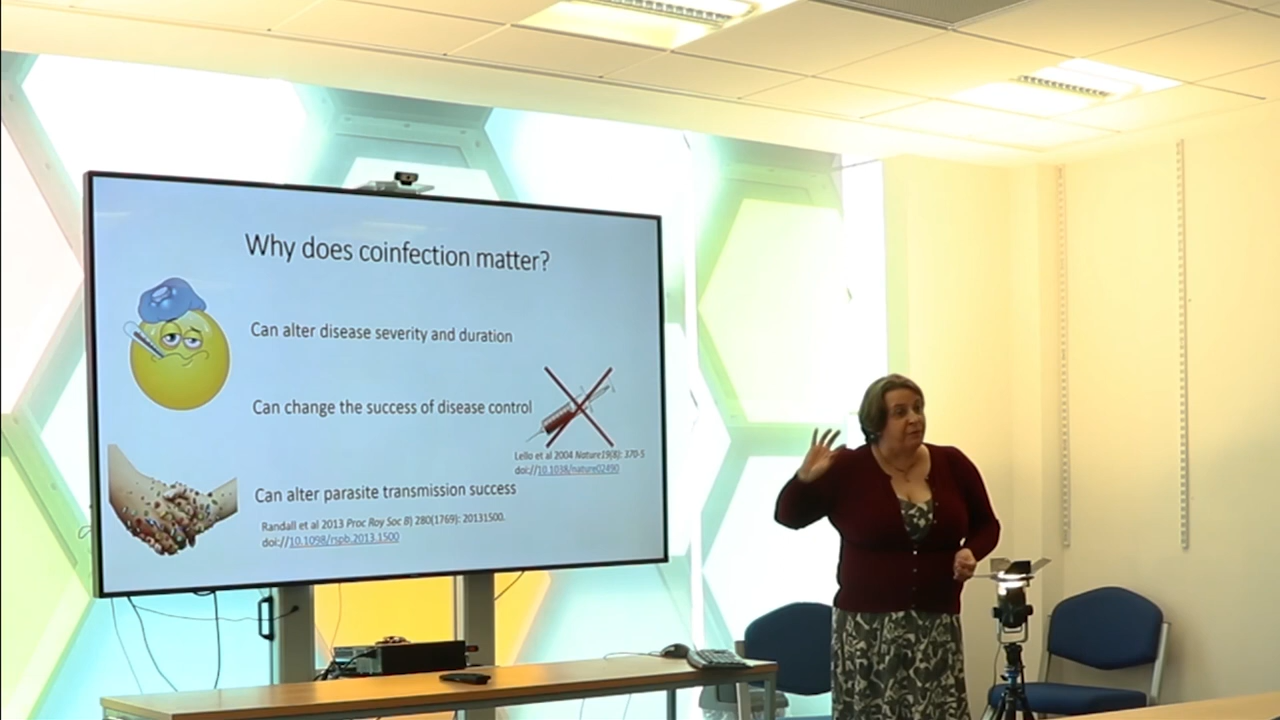 Why does coinfection matter?
Can alter disease severity and duration
Can change the success of disease control
Lello et al 2004 Nature19(8): 370-5
doi://10.1038/nature02490
Can alter parasite transmission success
Randall et al 2013 Proc Roy Soc B) 280(1769): 20131500.
doi://10.1098/rspb.2013.1500